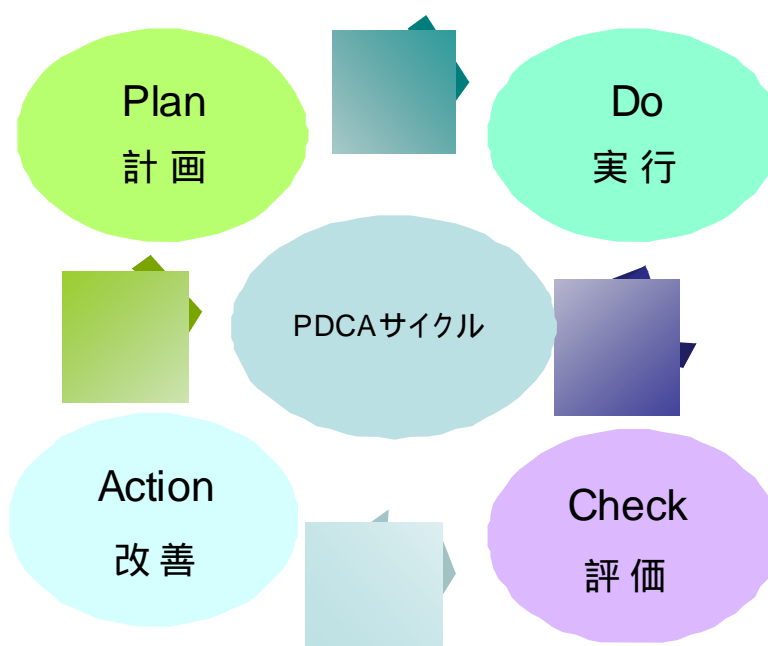 Plan
計画
Do
実行
PDCAサイクル
Action
改善
Check
評価